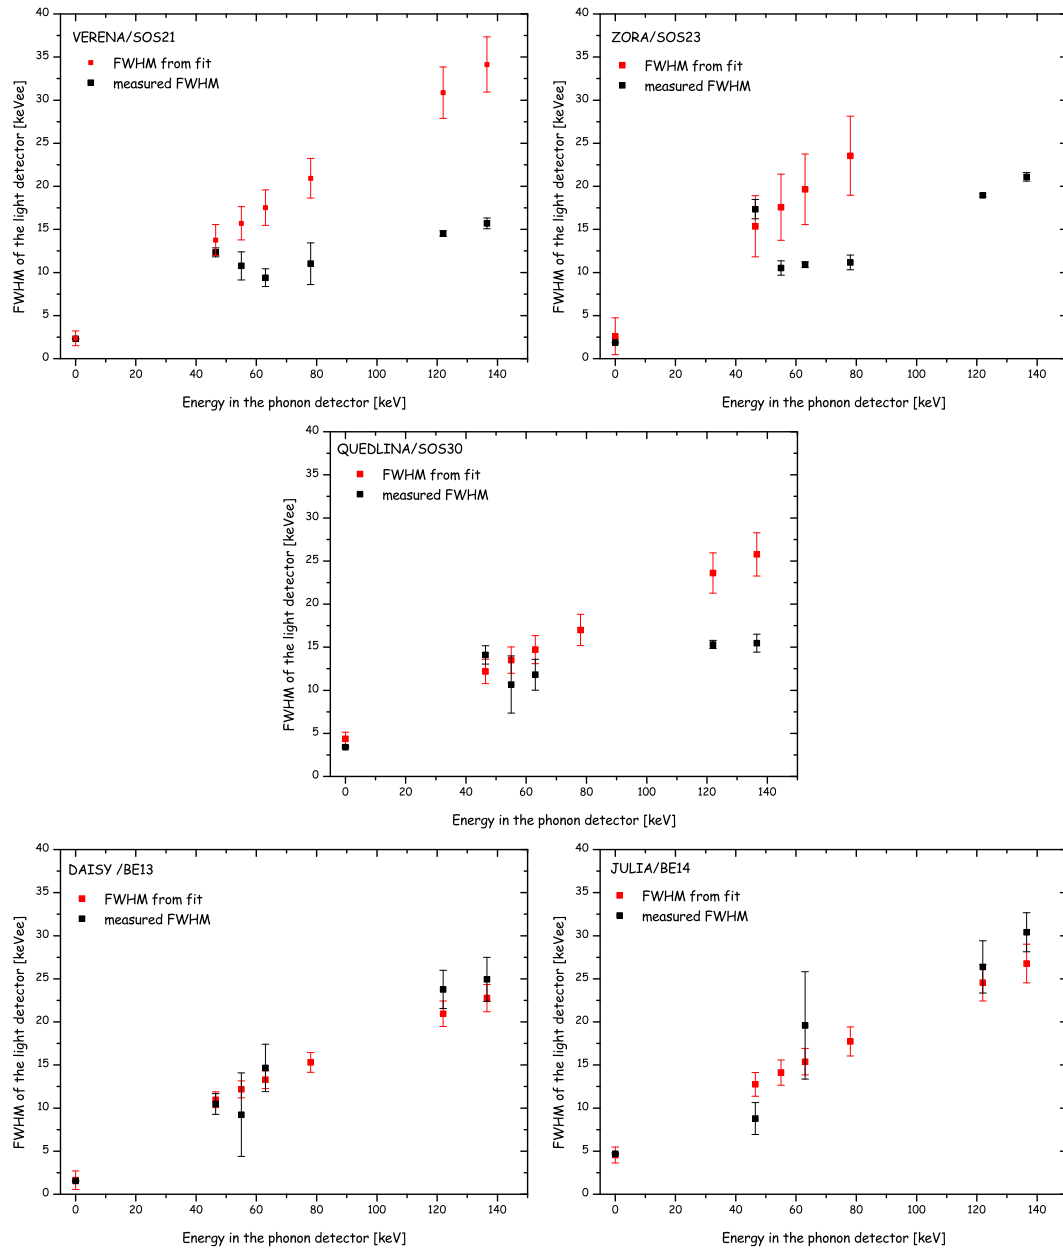 VERENA/SOS21
FWHM from fit
measured FWHM
FWHM of the light detector [keVee]
40
35
30
25
20
15
10
5
0
0 20 40 60 80 100 120 140
Energy in the phonon detector [keV]
ZORA/SOS23
FWHM from fit
measured FWHM
FWHM of the light detector [keVee]
40
35
30
25
20
15
10
5
0
0 20 40 60 80 100 120 140
Energy in the phonon detector [keV]
QUEDLINA/SOS30
FWHM from fit
measured FWHM
FWHM of the light detector [keVee]
40
35
30
25
20
15
10
5
0
0 20 40 60 80 100 120 140
Energy in the phonon detector [keV]
DAISY /BE13
FWHM from fit
measured FWHM
FWHM of the light detector [keVee]
40
35
30
25
20
15
10
5
0
0 20 40 60 80 100 120 140
Energy in the phonon detector [keV]
JULIA/BE14
FWHM from fit
measured FWHM
FWHM of the light detector [keVee]
40
35
30
25
20
15
10
5
0
0 20 40 60 80 100 120 140
Energy in the phonon detector [keV]